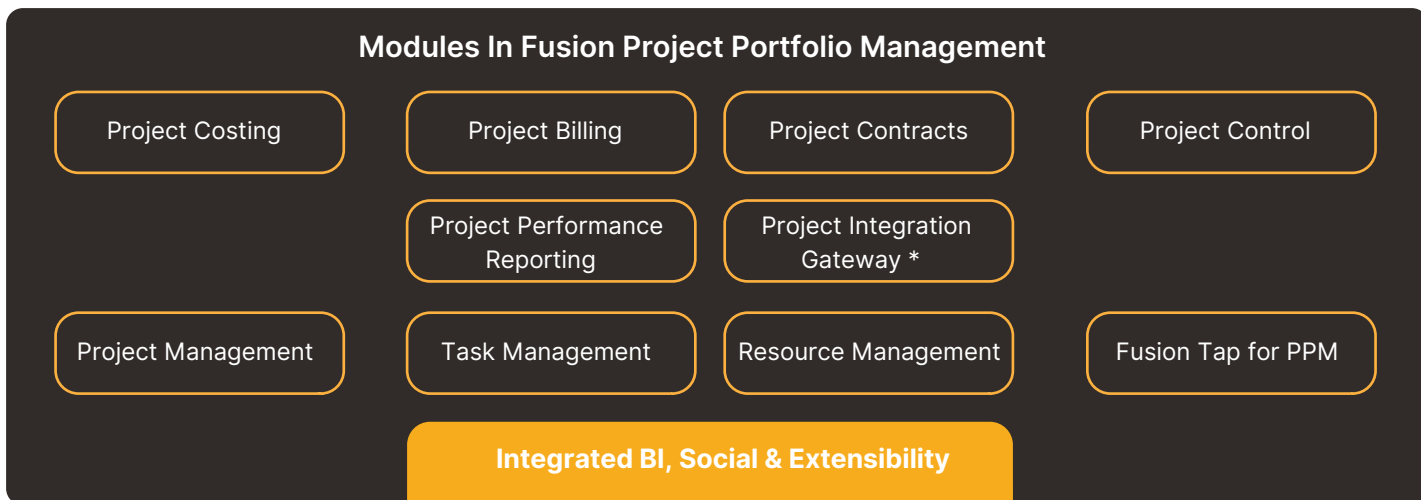 Modules In Fusion Project Portfolio Management
Project Costing
Project Billing
Project Contracts
Project Control
Project Performance
Reporting
Project Integration
Gateway *
Project Management
Task Management
Resource Management
Fusion Tap for PPM
Integrated BI, Social & Extensibility